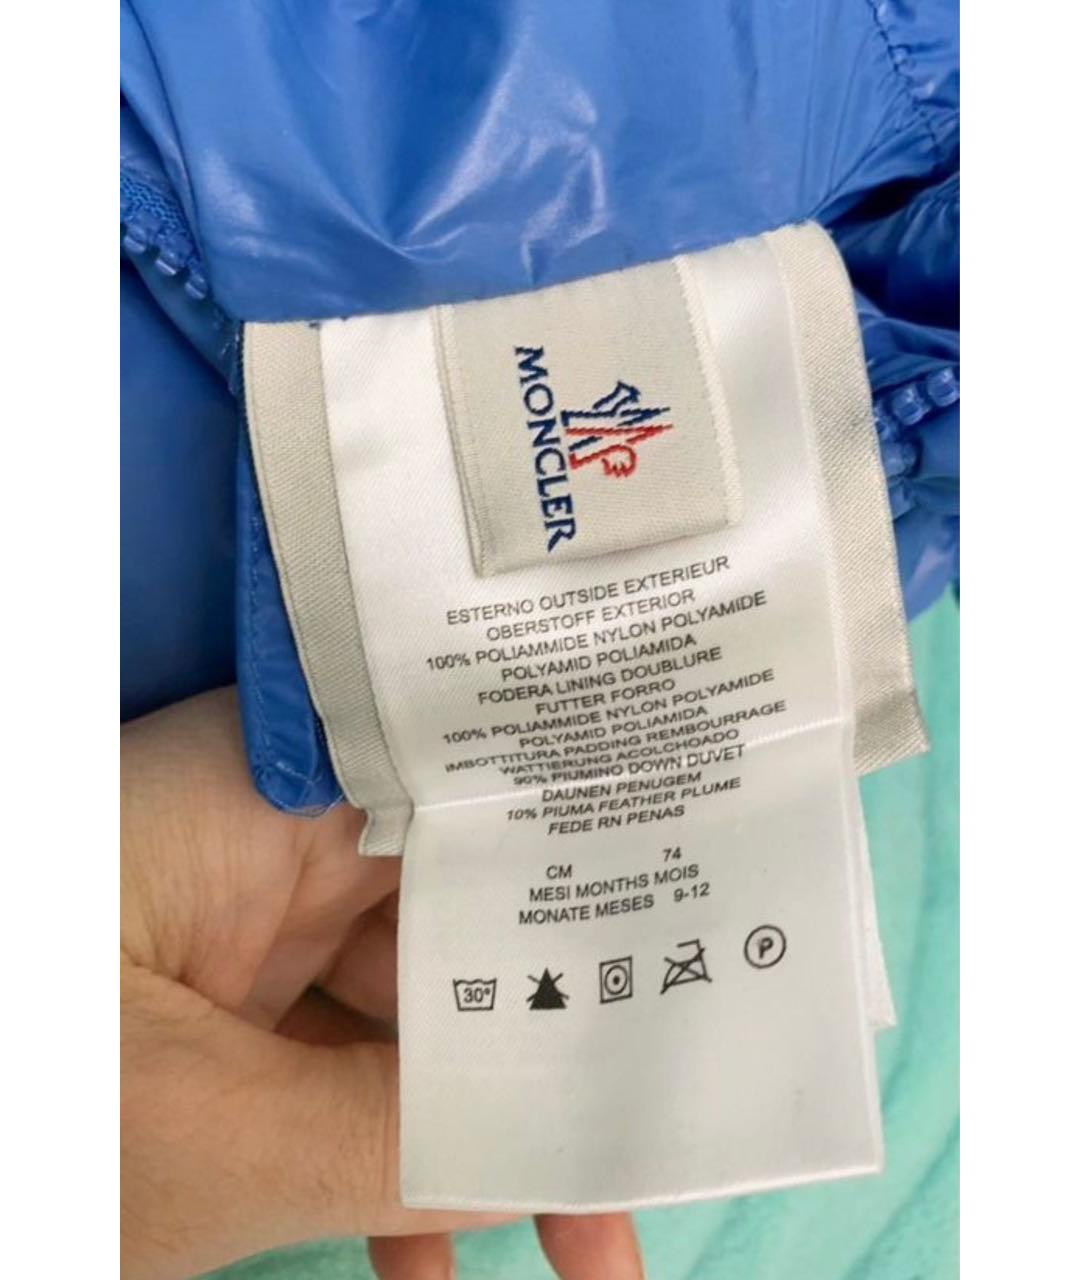 MONCLER
ESTERNO OUTSIDE EXTERIEUR
OBERSTOFF EXTERIOR
100% POLIAMMIDE NYLON POLYAMIDE
POLYAMID POLIAMIDA
FODERA LINING DOUBLURE
FUTTER FORRO
100% POLIAMMIDE NYLON POLYAMIDE
POLYAMID POLIAMIDA
IMBOTTITURA PADDING REMBOURRAGE
WATTIERUNG ACOLCHOADO
90% PIUMINO DOWN DUVET
DAUNEN PENUGEM
10% PIUMA FEATHER PLUME
FEDE RN PENAS
CM 74
MESI MONTHS MOIS
MONATE MESES 9-12
30° P